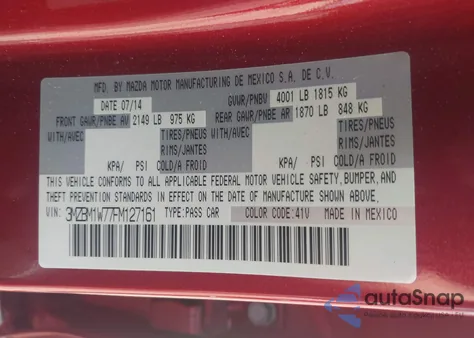 MFD. BY MAZDA MOTOR MANUFACTURING DE MEXICO S.A. DE C.V.
DATE 07/14 GVWR/PNBV 4001 LB 1815 KG
FRONT GAWR/PNBE AV 2149 LB 975 KG REAR GAWR/PNBE AR 1870 LB 848 KG
WITH/AVEC TIRES/PNEUS WITH/AVEC TIRES/PNEUS
RIMS/JANTES RIMS/JANTES
KPA/ PSI COLD/A FROID KPA/ PSI COLD/A FROID
THIS VEHICLE CONFORMS TO ALL APPLICABLE FEDERAL MOTOR VEHICLE SAFETY, BUMPER, AND
THEFT PREVENTION STANDARDS IN EFFECT ON THE DATE OF MANUFACTURE SHOWN ABOVE.
VIN: 3MZBM1W77FM127161 TYPE:PASS CAR COLOR CODE:41V MADE IN MEXICO
autoSnap